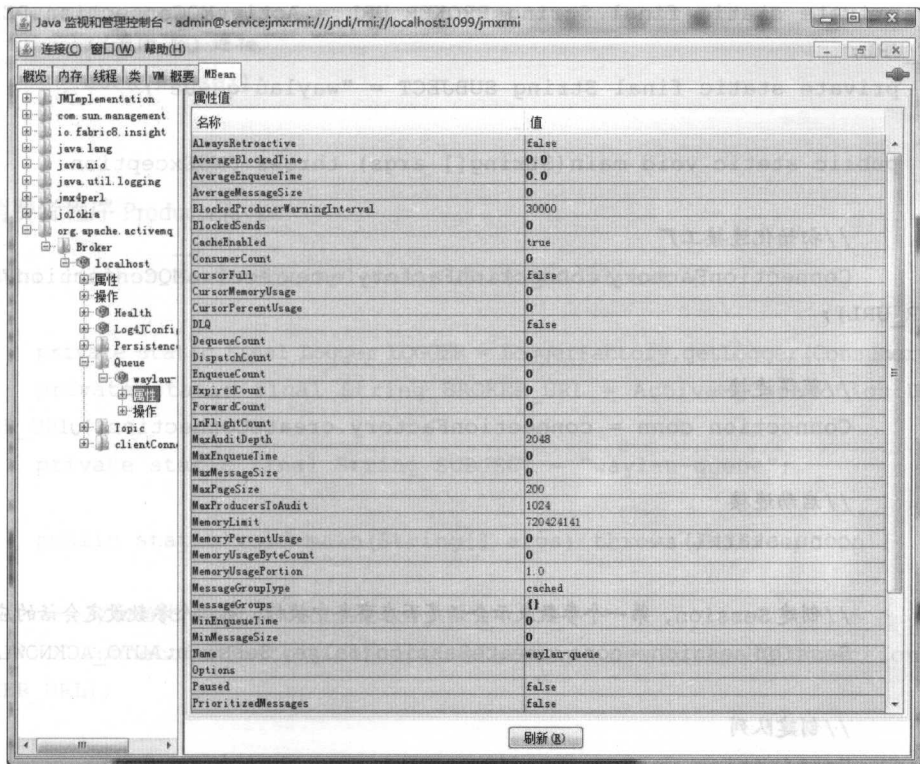 Java 监视和管理控制台 - admin@service:jmx:rmi:///jndi/rmi://localhost:1099/jmxrmi
连接(C) 窗口(W) 帮助(H)
概览 内存 线程 类 VM 概要 MBean
JMImplementation
com.sun.management
io.fabric8.insight
java.lang
java.nio
java.util.logging
jmx4perl
jolokia
org.apache.activemq
Broker
localhost
属性
操作
Health
Log4JConfi
Persistenc
Queue
waylau-
属性
操作
Topic
clientConn
属性值
名称 值
AlwaysRetroactive false
AverageBlockedTime 0.0
AverageEnqueueTime 0.0
AverageMessageSize 0
BlockedProducerWarningInterval 30000
BlockedSends 0
CacheEnabled true
ConsumerCount 0
CursorFull false
CursorMemoryUsage 0
CursorPercentUsage 0
DLQ false
DequeueCount 0
DispatchCount 0
EnqueueCount 0
ExpiredCount 0
ForwardCount 0
InFlightCount 0
MaxAuditDepth 2048
MaxEnqueueTime 0
MaxMessageSize 0
MaxPageSize 200
MaxProducersToAudit 1024
MemoryLimit 720424141
MemoryPercentUsage 0
MemoryUsageByteCount 0
MemoryUsagePortion 1.0
MessageGroupType cached
MessageGroups {}
MinEnqueueTime 0
MinMessageSize 0
Name waylau-queue
Options
Paused false
PrioritizedMessages false
刷新(R)